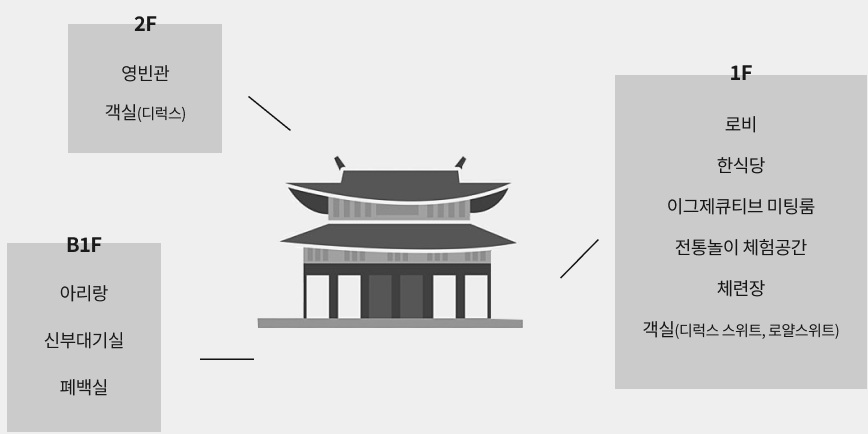 2F
영빈관
객실(디럭스)
1F
로비
한식당
이그제큐티브 미팅룸
전통놀이 체험공간
체련장
객실(디럭스 스위트, 로얄스위트)
B1F
아리랑
신부대기실
폐백실